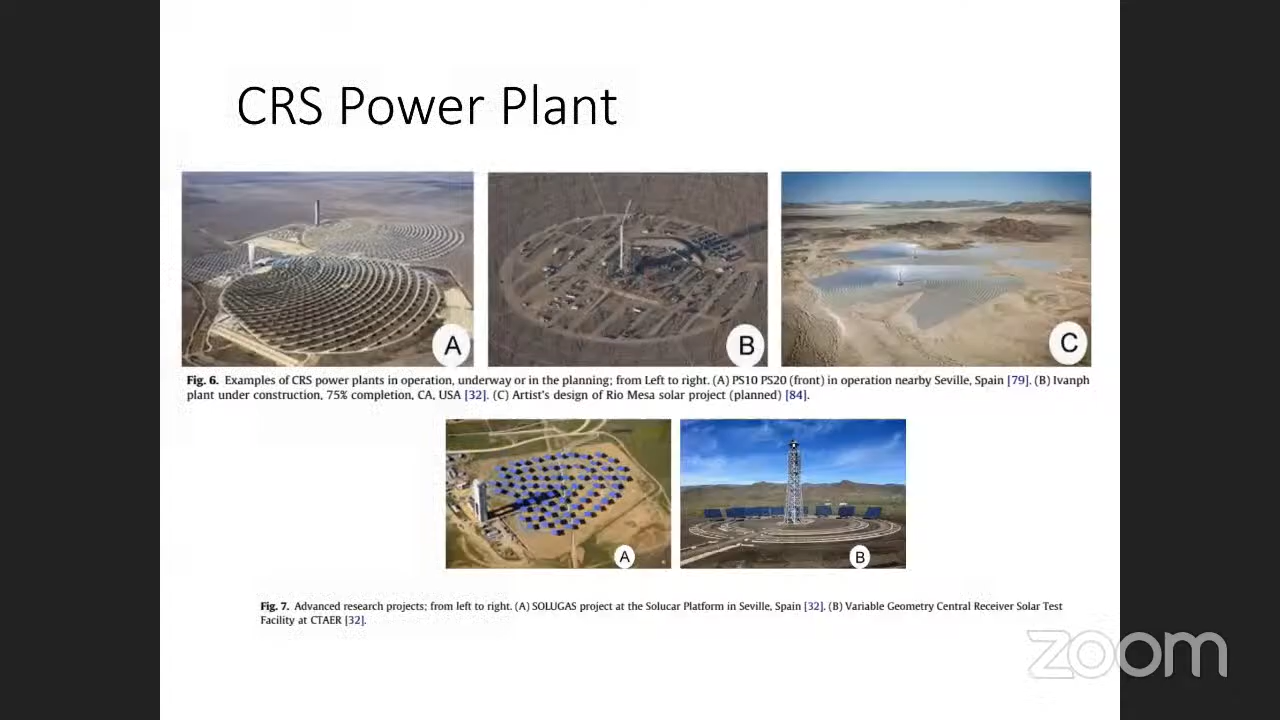 CRS Power Plant
A
B
C
Fig. 6. Examples of CRS power plants in operation, underway or in the planning; from Left to right. (A) PS10 PS20 (front) in operation nearby Seville, Spain [79]. (B) Ivanph
plant under construction, 75% completion, CA, USA [32]. (C) Artist's design of Rio Mesa solar project (planned) [84].
A
B
Fig. 7. Advanced research projects; from left to right. (A) SOLUGAS project at the Solucar Platform in Seville, Spain [32]. (B) Variable Geometry Central Receiver Solar Test
Facility at CTAER [32].
zoom